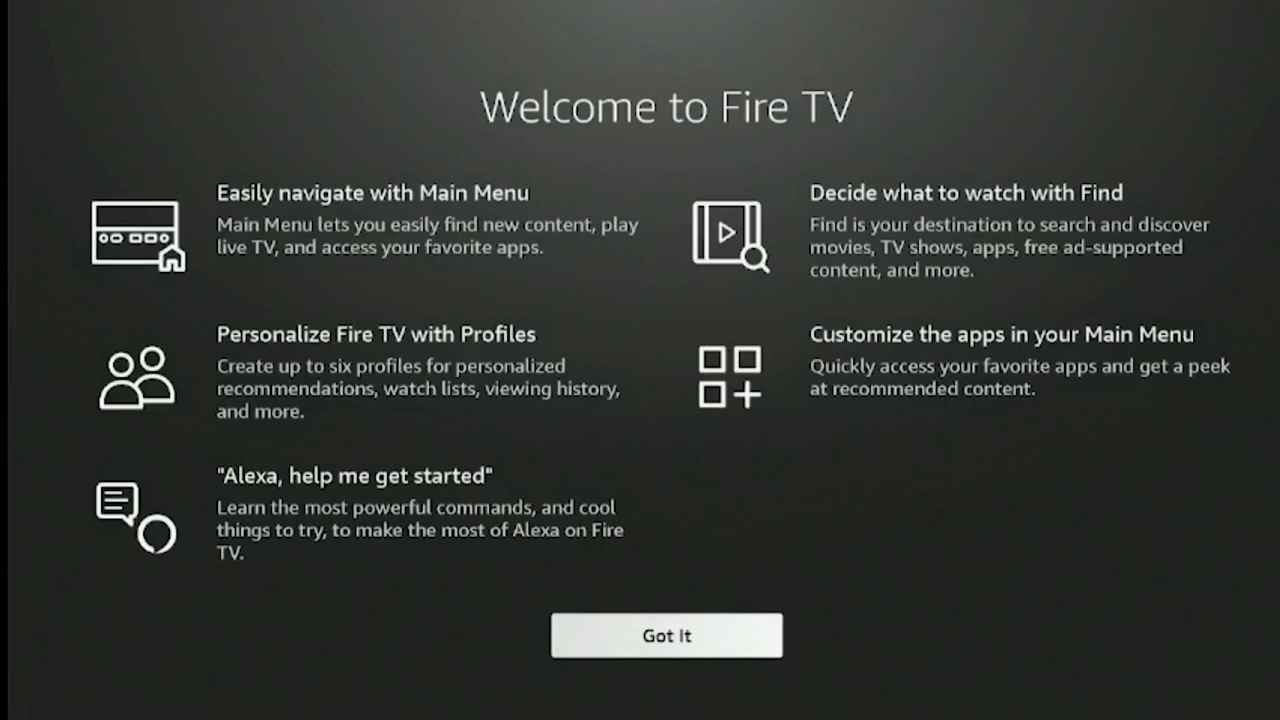 Welcome to Fire TV
Easily navigate with Main Menu
Main Menu lets you easily find new content, play
live TV, and access your favorite apps.
Decide what to watch with Find
Find is your destination to search and discover
movies, TV shows, apps, free ad-supported
content, and more.
Personalize Fire TV with Profiles
Create up to six profiles for personalized
recommendations, watch lists, viewing history,
and more.
Customize the apps in your Main Menu
Quickly access your favorite apps and get a peek
at recommended content.
"Alexa, help me get started"
Learn the most powerful commands, and cool
things to try, to make the most of Alexa on Fire
TV.
Got It